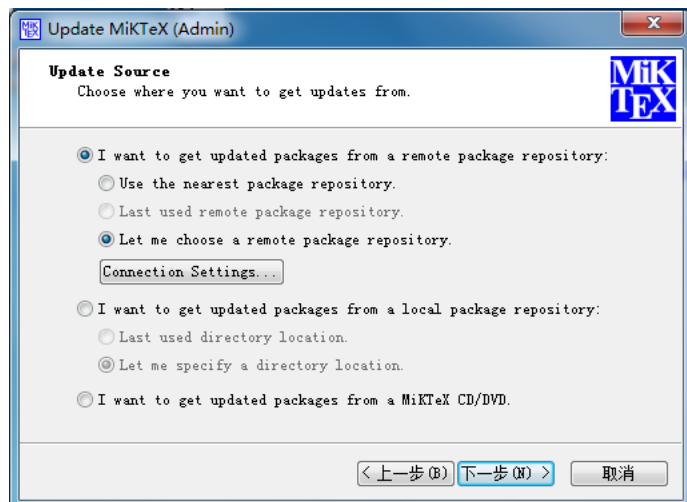 MiK
TEX
Update MiKTeX (Admin)
Update Source
Choose where you want to get updates from.
MiK
TEX
I want to get updated packages from a remote package repository:
Use the nearest package repository.
Last used remote package repository.
Let me choose a remote package repository.
Connection Settings...
I want to get updated packages from a local package repository:
Last used directory location.
Let me specify a directory location.
I want to get updated packages from a MiKTeX CD/DVD.
< 上一步(B) 下一步(N) > 取消